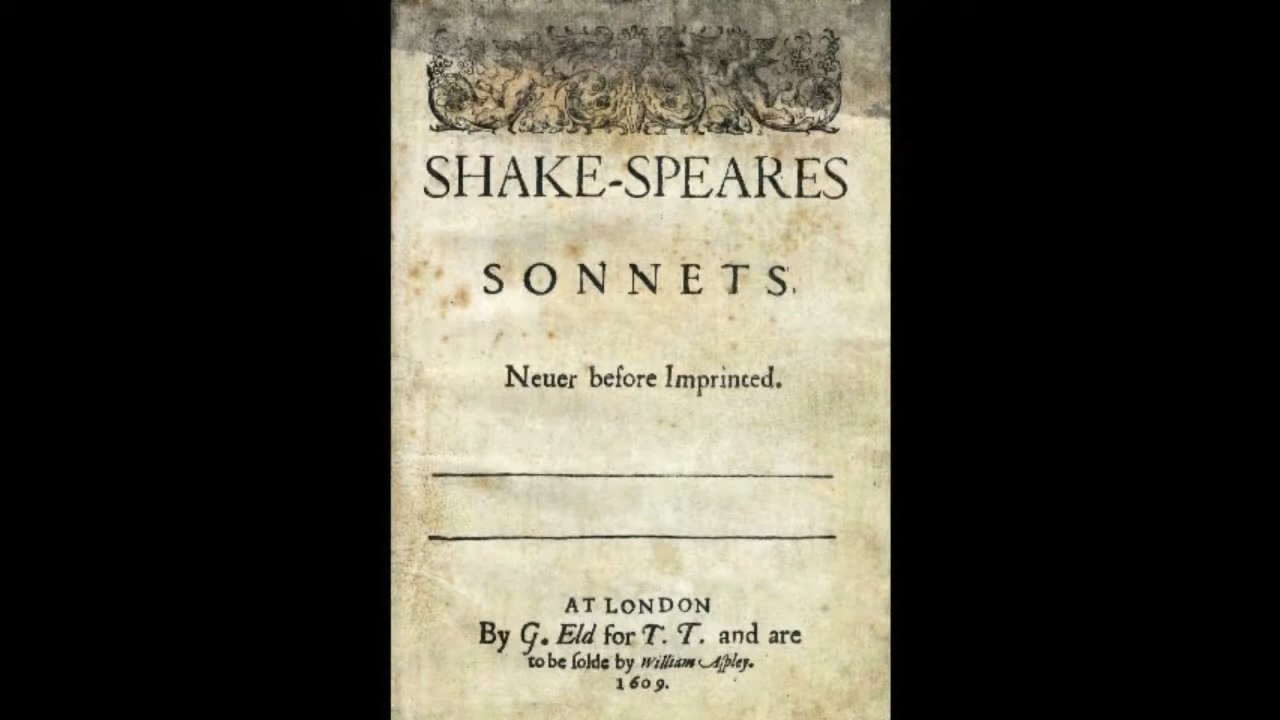 SHAKE-SPEARES
SONNETS.
Neuer before Imprinted.
AT LONDON
By G. Eld for T. T. and are
to be ſolde by William Aſpley.
1609.